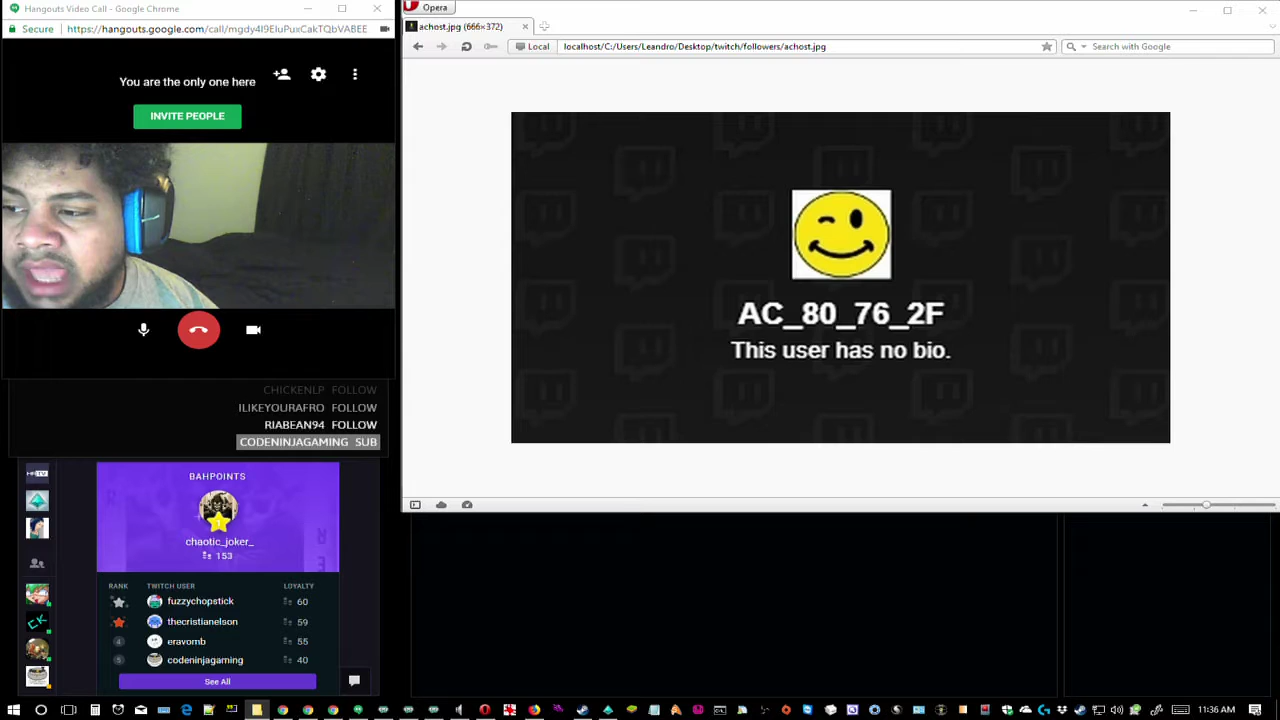 Hangouts Video Call - Google Chrome
Secure
https://hangouts.google.com/call/mgdy4I9EIuPuxCakTQbVABEE
You are the only one here
INVITE PEOPLE
CHICKENLP FOLLOW
ILIKEYOURAFRO FOLLOW
RIABEAN94 FOLLOW
CODENINJAGAMING SUB
BAHPOINTS
1
chaotic_joker_
153
RANK TWITCH USER LOYALTY
fuzzychopstick 60
thecristianelson 59
4 eravomb 55
5 codeninjagaming 40
See All
Opera
achost.jpg (666×372)
Local
localhost/C:/Users/Leandro/Desktop/twitch/followers/achost.jpg
Search with Google
AC_80_76_2F
This user has no bio.
11:36 AM